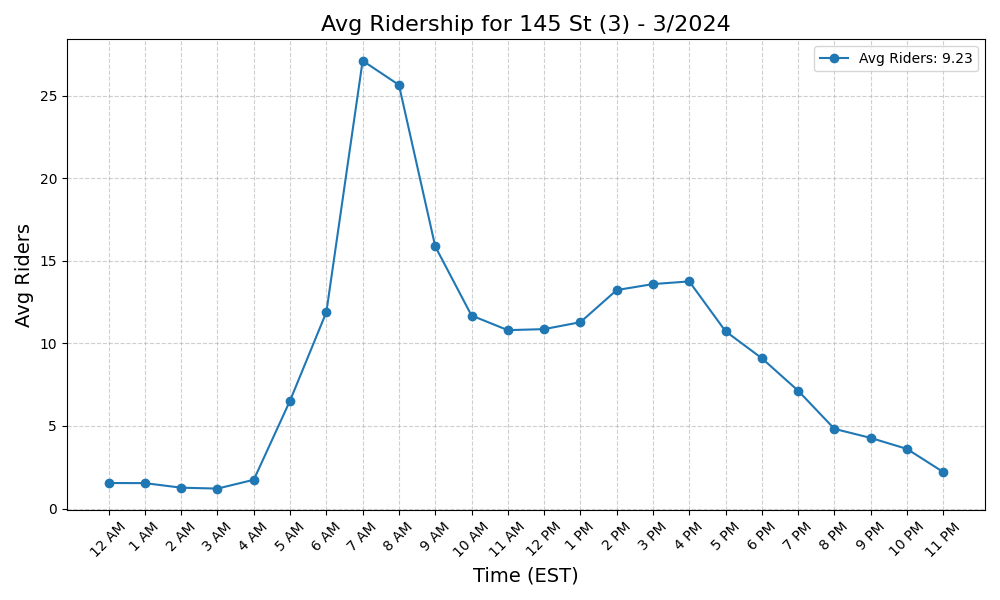 Avg Ridership for 145 St (3) - 3/2024
Avg Riders: 9.23
Avg Riders
25
20
15
10
5
0
12 AM
1 AM
2 AM
3 AM
4 AM
5 AM
6 AM
7 AM
8 AM
9 AM
10 AM
11 AM
12 PM
1 PM
2 PM
3 PM
4 PM
5 PM
6 PM
7 PM
8 PM
9 PM
10 PM
11 PM
Time (EST)